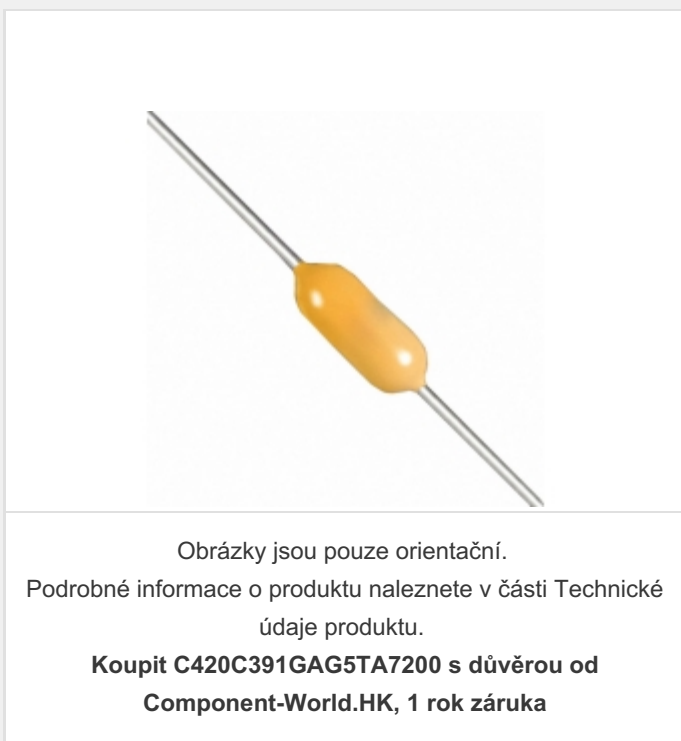 Obrázky jsou pouze orientační.
Podrobné informace o produktu naleznete v části Technické
údaje produktu.
Koupit C420C391GAG5TA7200 s důvěrou od
Component-World.HK, 1 rok záruka